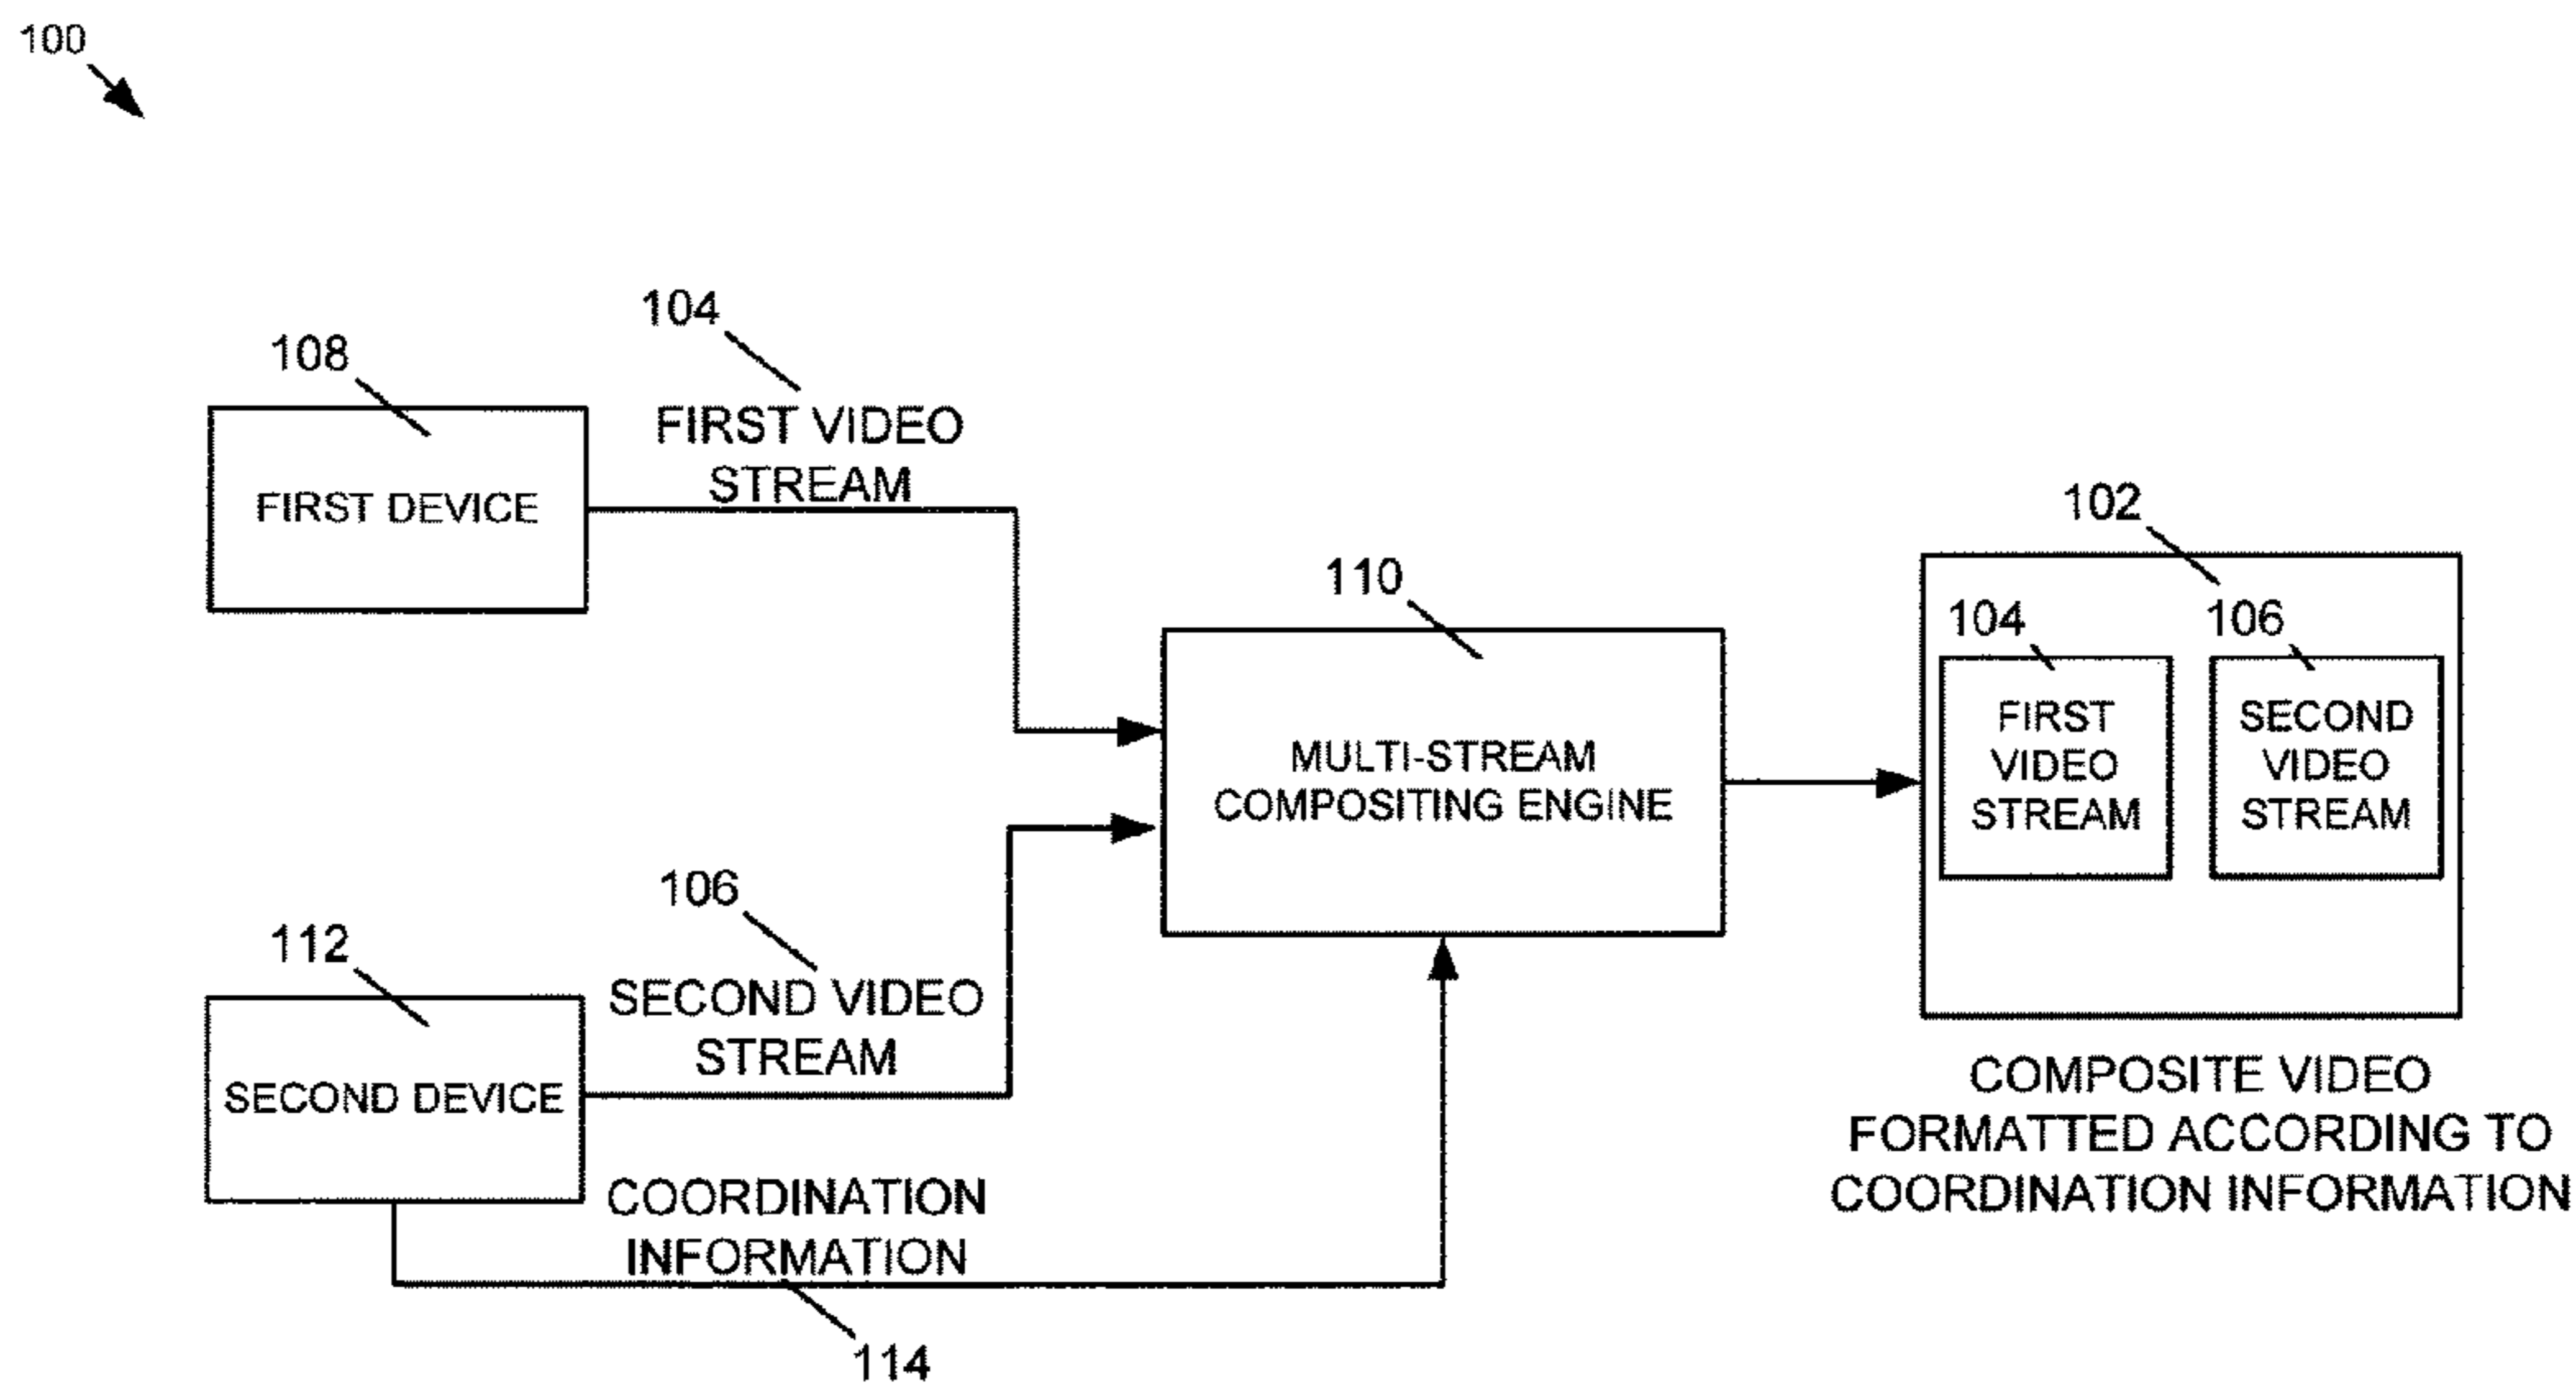 100
104
108
FIRST VIDEO
STREAM
FIRST DEVICE
102
110
104
106
FIRST
VIDEO
STREAM
SECOND
VIDEO
STREAM
MULTI-STREAM
COMPOSITING ENGINE
106
112
SECOND VIDEO
STREAM
SECOND DEVICE
COORDINATION
INFORMATION
114
COMPOSITE VIDEO
FORMATTED ACCORDING TO
COORDINATION INFORMATION